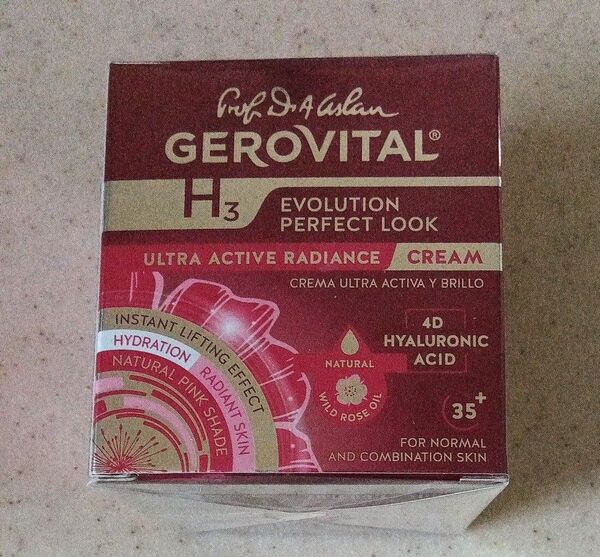 Prof. Dr. A. Aslan
GEROVITAL®
H3
EVOLUTION
PERFECT LOOK
ULTRA ACTIVE RADIANCE CREAM
CREMA ULTRA ACTIVA Y BRILLO
INSTANT LIFTING EFFECT
HYDRATION
RADIANT SKIN
NATURAL PINK SHADE
NATURAL
WILD ROSE OIL
4D
HYALURONIC
ACID
35+
FOR NORMAL
AND COMBINATION SKIN